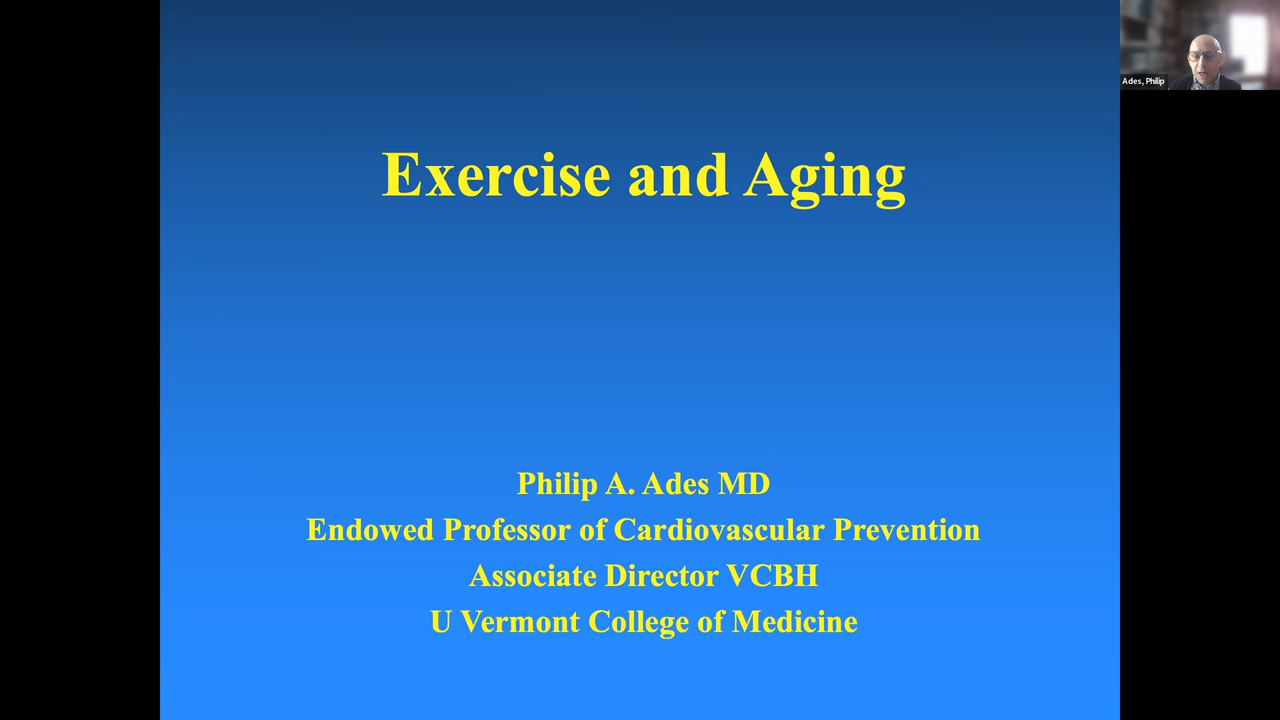 Exercise and Aging
Philip A. Ades MD
Endowed Professor of Cardiovascular Prevention
Associate Director VCBH
U Vermont College of Medicine
Ades, Philip